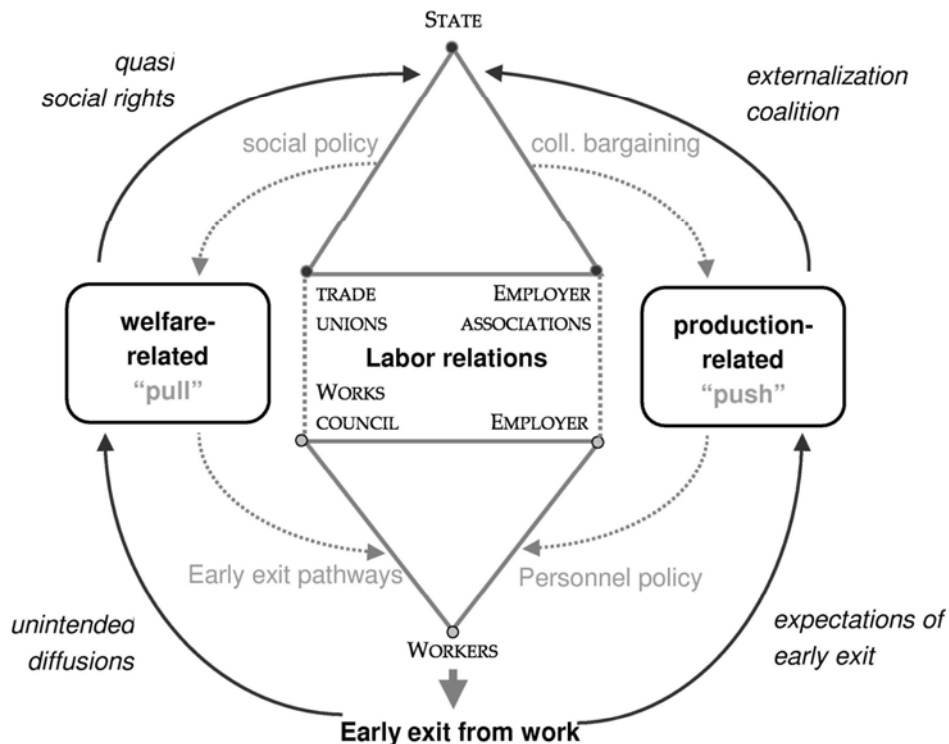 STATE
quasi
social rights
externalization
coalition
social policy
coll. bargaining
welfare-
related
“pull”
TRADE
UNIONS
EMPLOYER
ASSOCIATIONS
Labor relations
WORKS
COUNCIL
EMPLOYER
production-
related
“push”
Early exit pathways
Personnel policy
unintended
diffusions
WORKERS
expectations of
early exit
Early exit from work